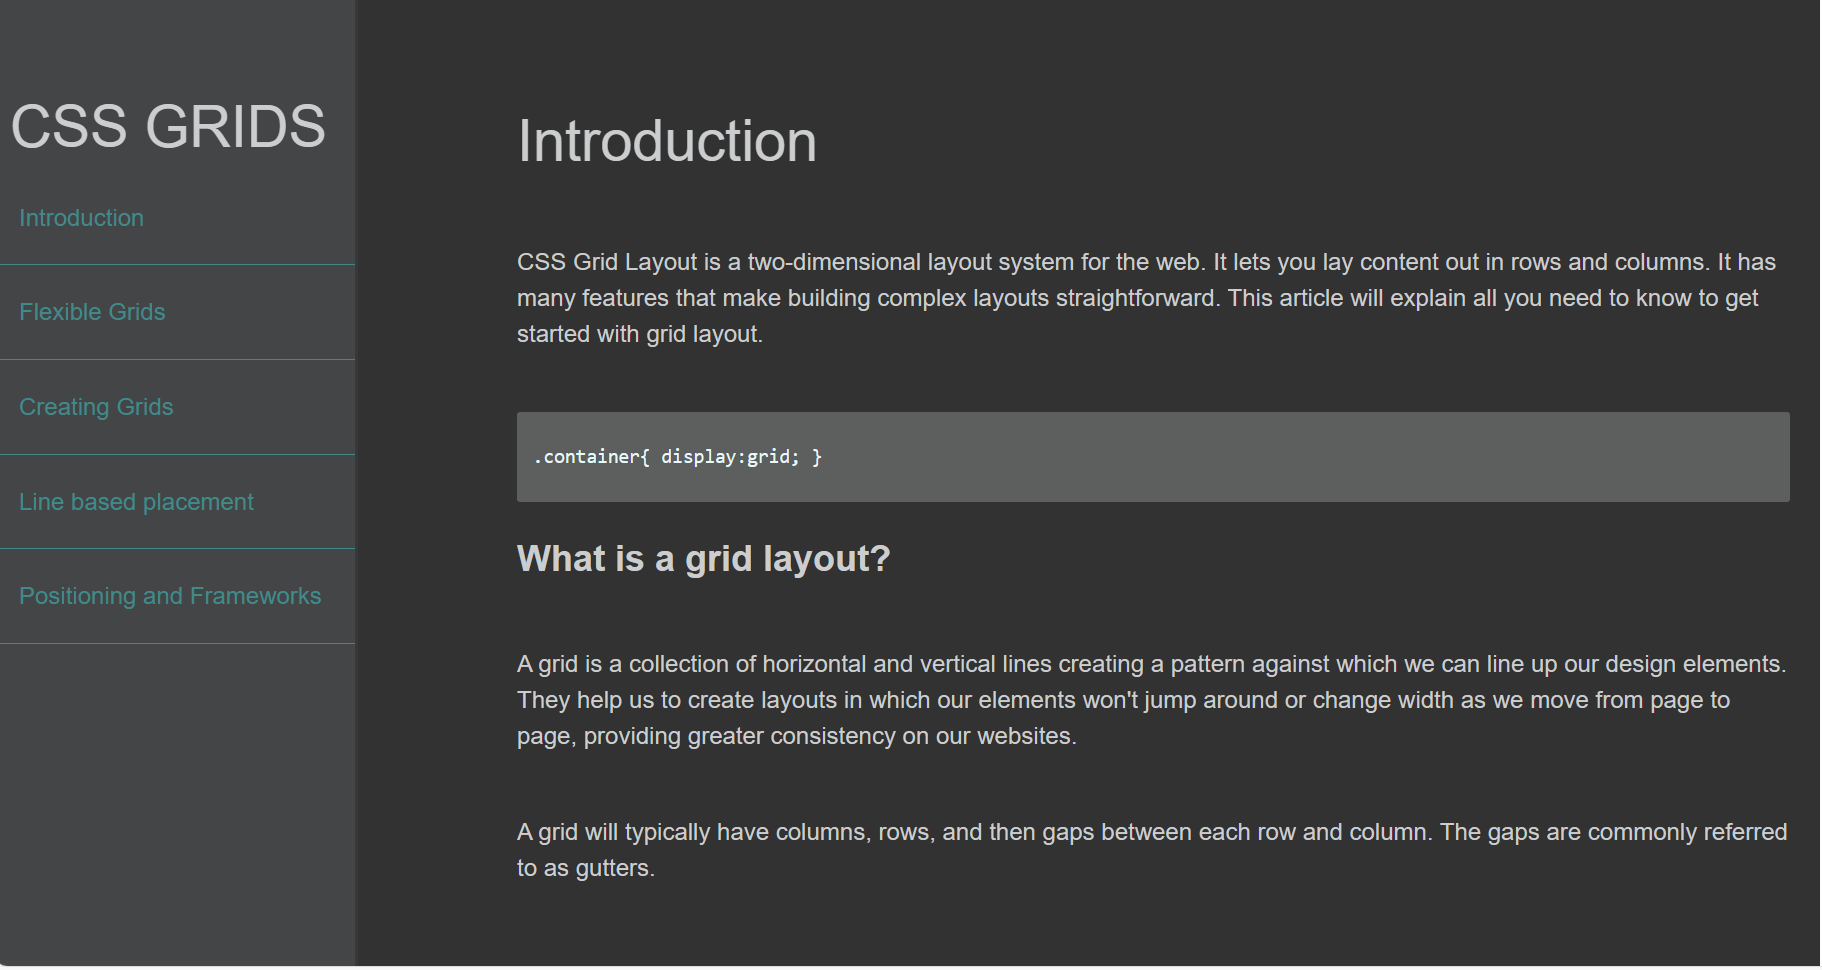 CSS GRIDS
Introduction
Flexible Grids
Creating Grids
Line based placement
Positioning and Frameworks
Introduction
CSS Grid Layout is a two-dimensional layout system for the web. It lets you lay content out in rows and columns. It has
many features that make building complex layouts straightforward. This article will explain all you need to know to get
started with grid layout.
.container{ display:grid; }
What is a grid layout?
A grid is a collection of horizontal and vertical lines creating a pattern against which we can line up our design elements.
They help us to create layouts in which our elements won't jump around or change width as we move from page to
page, providing greater consistency on our websites.
A grid will typically have columns, rows, and then gaps between each row and column. The gaps are commonly referred
to as gutters.